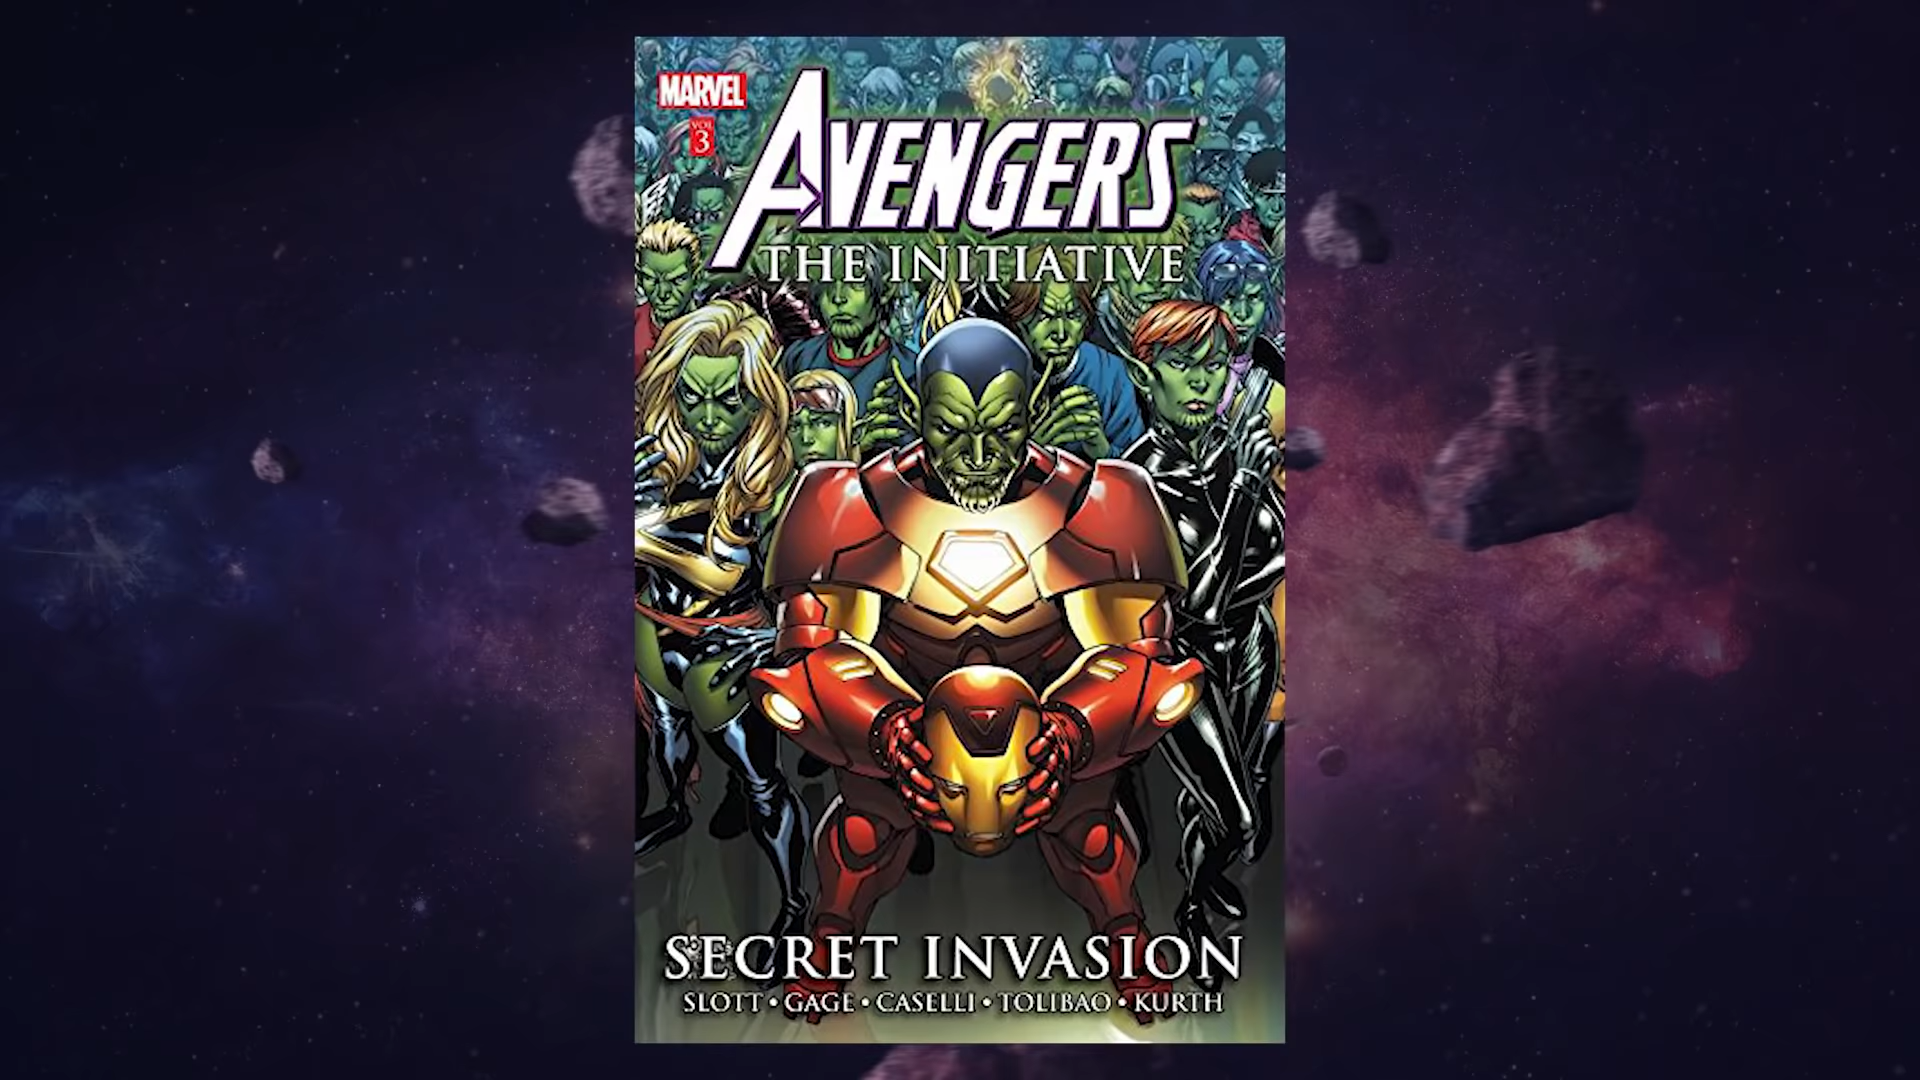 MARVEL
VOL
3
AVENGERS
THE INITIATIVE
SECRET INVASION
SLOTT • GAGE • CASELLI • TOLIBAO • KURTH